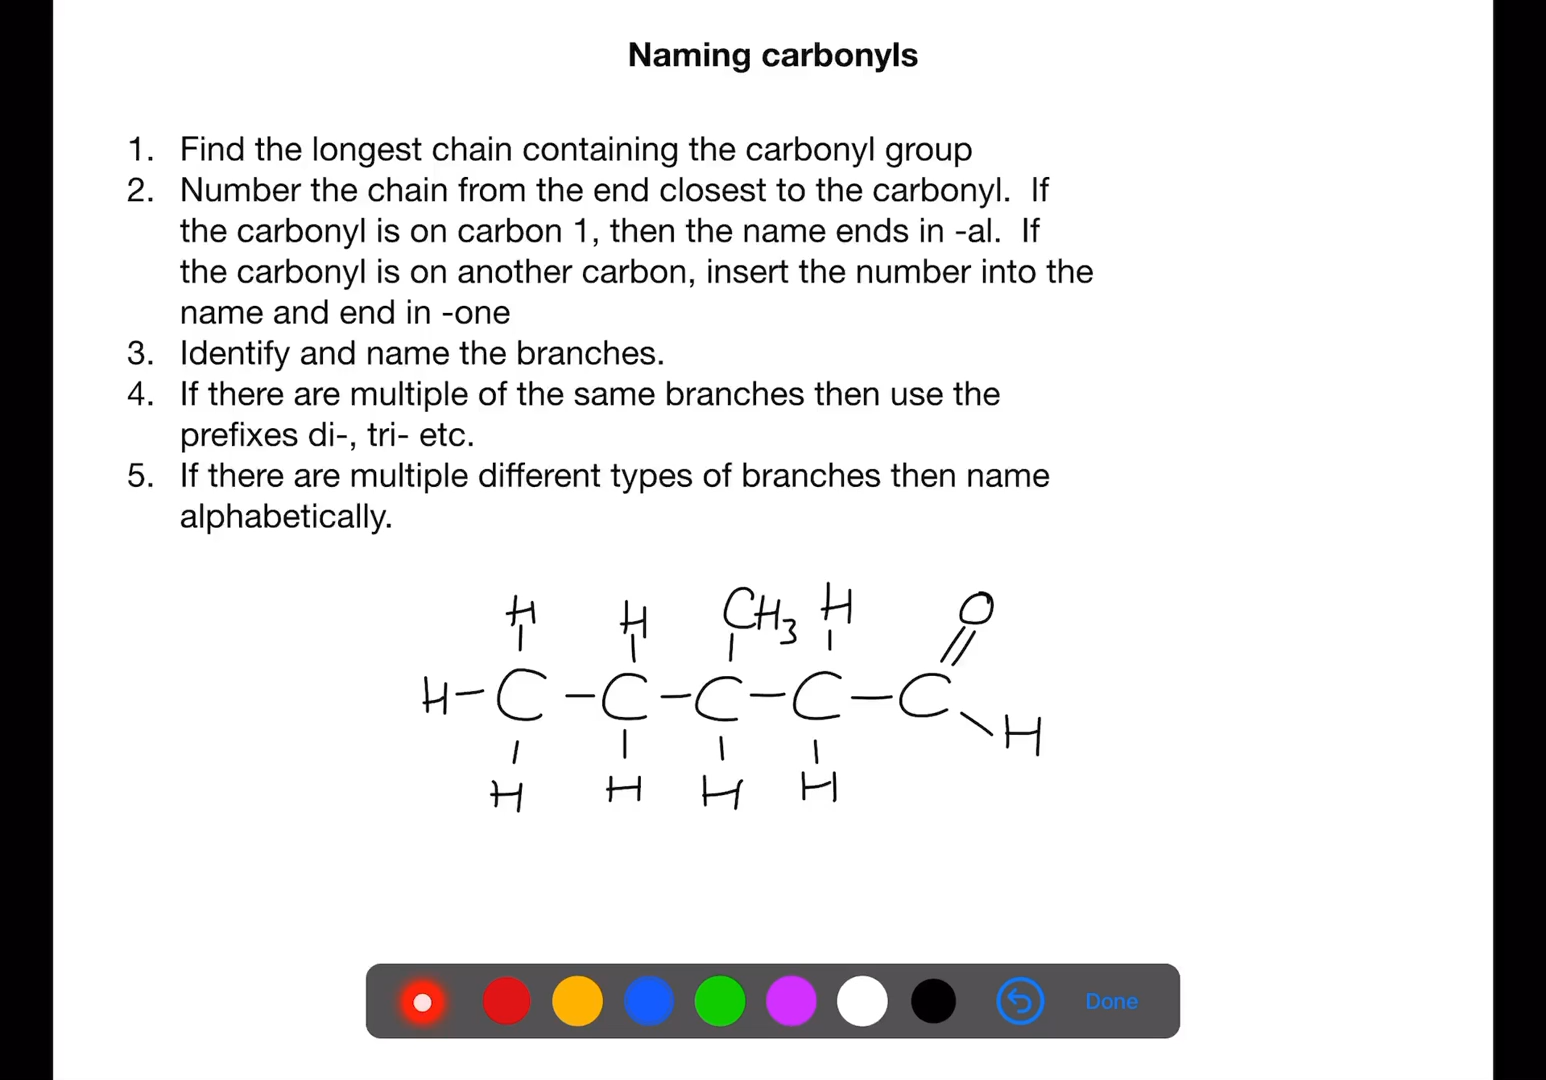 Naming carbonyls
1. Find the longest chain containing the carbonyl group
2. Number the chain from the end closest to the carbonyl. If
the carbonyl is on carbon 1, then the name ends in -al. If
the carbonyl is on another carbon, insert the number into the
name and end in -one
3. Identify and name the branches.
4. If there are multiple of the same branches then use the
prefixes di-, tri- etc.
5. If there are multiple different types of branches then name
alphabetically.
H H CH₃ H O
H-C-C-C-C-C
H
H H H H
Done